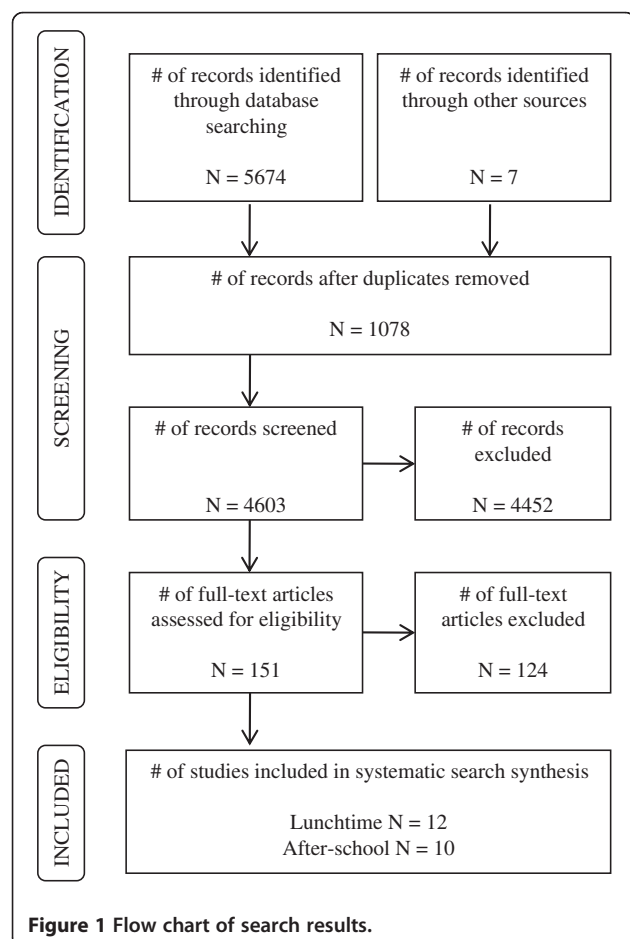 IDENTIFICATION
# of records identified
through database
searching
N = 5674
# of records identified
through other sources
N = 7
SCREENING
# of records after duplicates removed
N = 1078
# of records screened
N = 4603
# of records
excluded
N = 4452
ELIGIBILITY
# of full-text articles
assessed for eligibility
N = 151
# of full-text
articles excluded
N = 124
INCLUDED
# of studies included in systematic search synthesis
Lunchtime N = 12
After-school N = 10
Figure 1 Flow chart of search results.